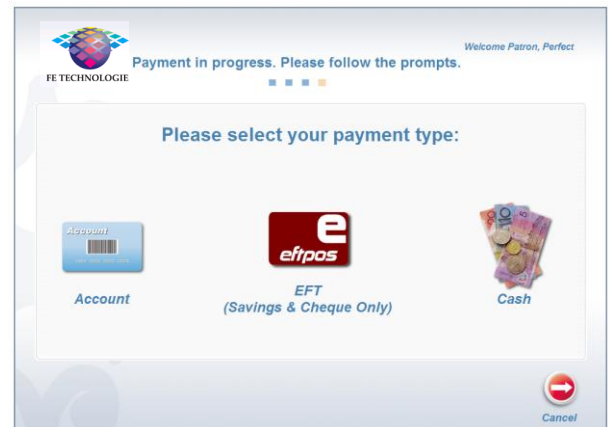 Welcome Patron, Perfect
FE TECHNOLOGIE
Payment in progress. Please follow the prompts.
Please select your payment type:
Account
e
eftpos
Account
EFT
(Savings & Cheque Only)
Cash
Cancel